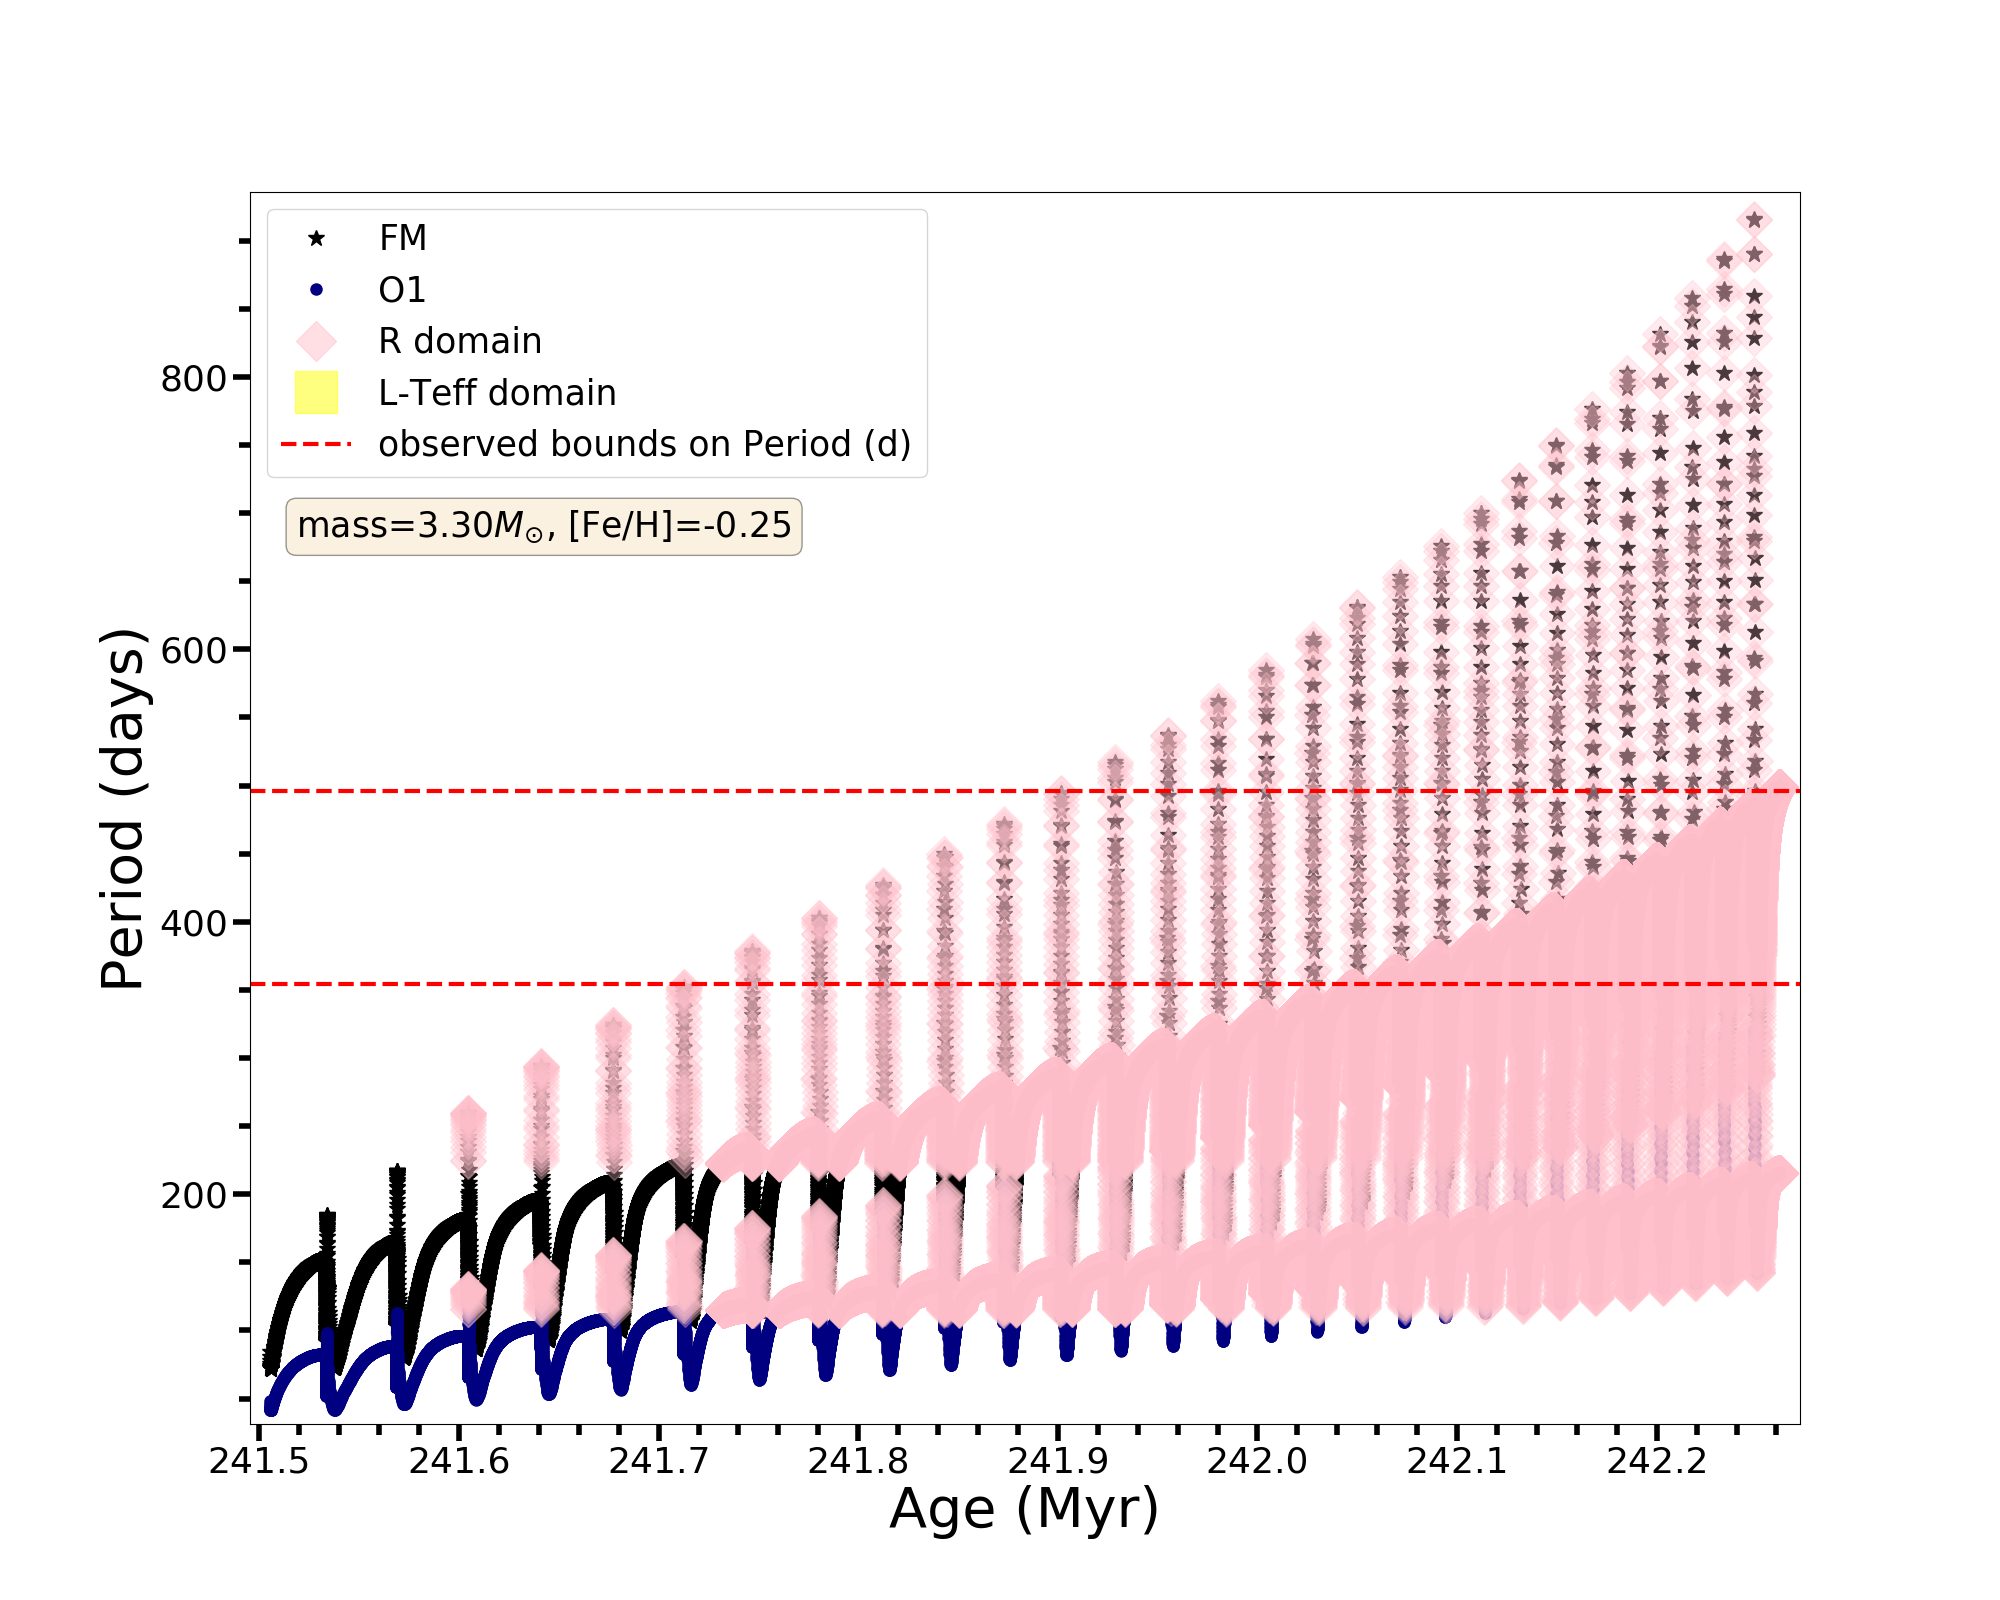 FM
O1
R domain
L-Teff domain
observed bounds on Period (d)
mass=3.30M⊙, [Fe/H]=-0.25
Period (days)
800
600
400
200
241.5 241.6 241.7 241.8 241.9 242.0 242.1 242.2
Age (Myr)